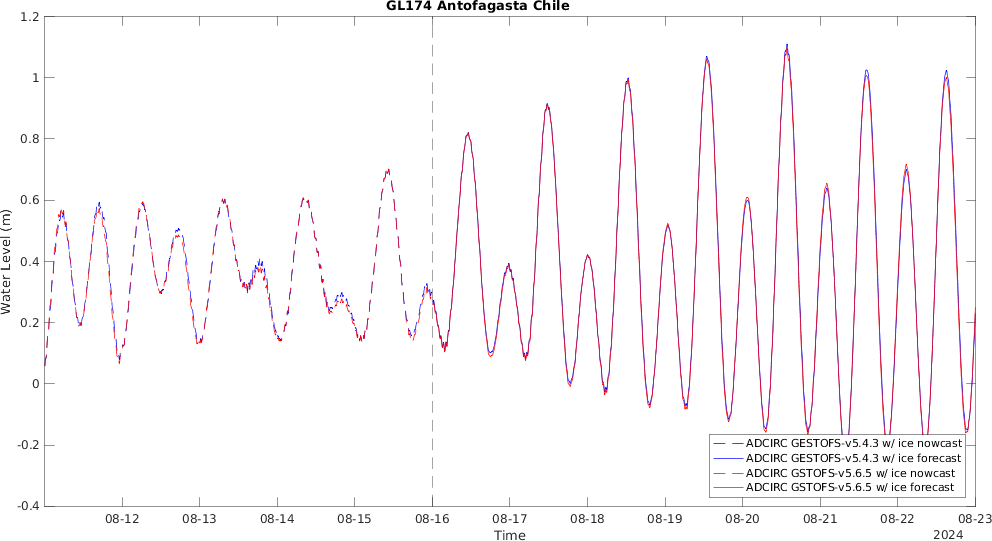 GL174 Antofagasta Chile
1.2
1
0.8
0.6
0.4
0.2
0
-0.2
-0.4
Water Level (m)
ADCIRC GESTOFS-v5.4.3 w/ ice nowcast
ADCIRC GESTOFS-v5.4.3 w/ ice forecast
ADCIRC GSTOFS-v5.6.5 w/ ice nowcast
ADCIRC GSTOFS-v5.6.5 w/ ice forecast
08-12 08-13 08-14 08-15 08-16 08-17 08-18 08-19 08-20 08-21 08-22 08-23
Time
2024